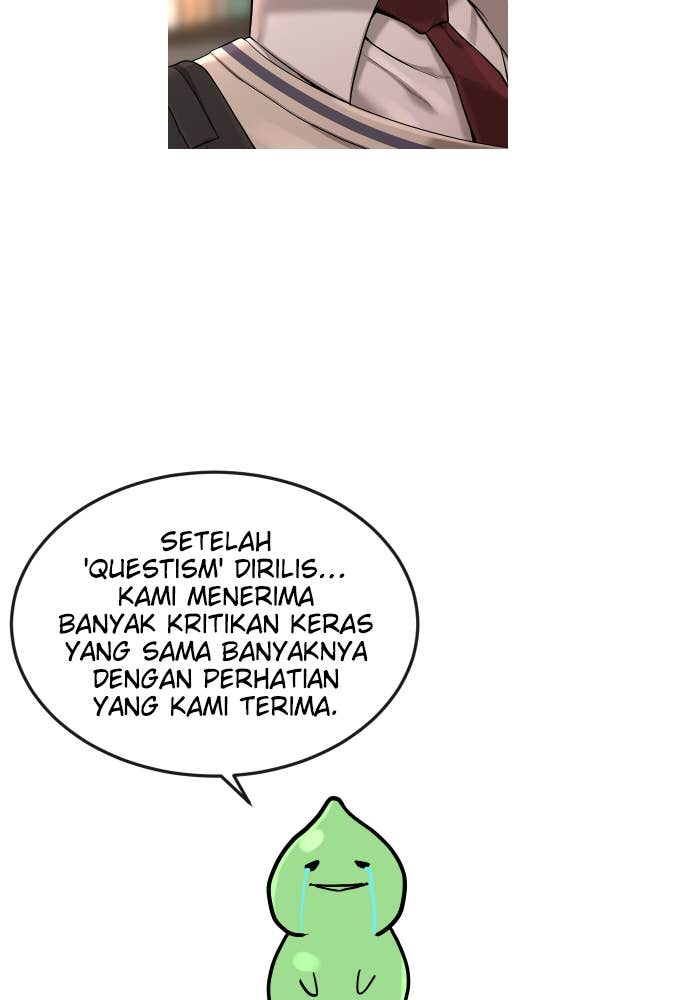 SETELAH
'QUESTISM' DIRILIS...
KAMI MENERIMA
BANYAK KRITIKAN KERAS
YANG SAMA BANYAKNYA
DENGAN PERHATIAN
YANG KAMI TERIMA.